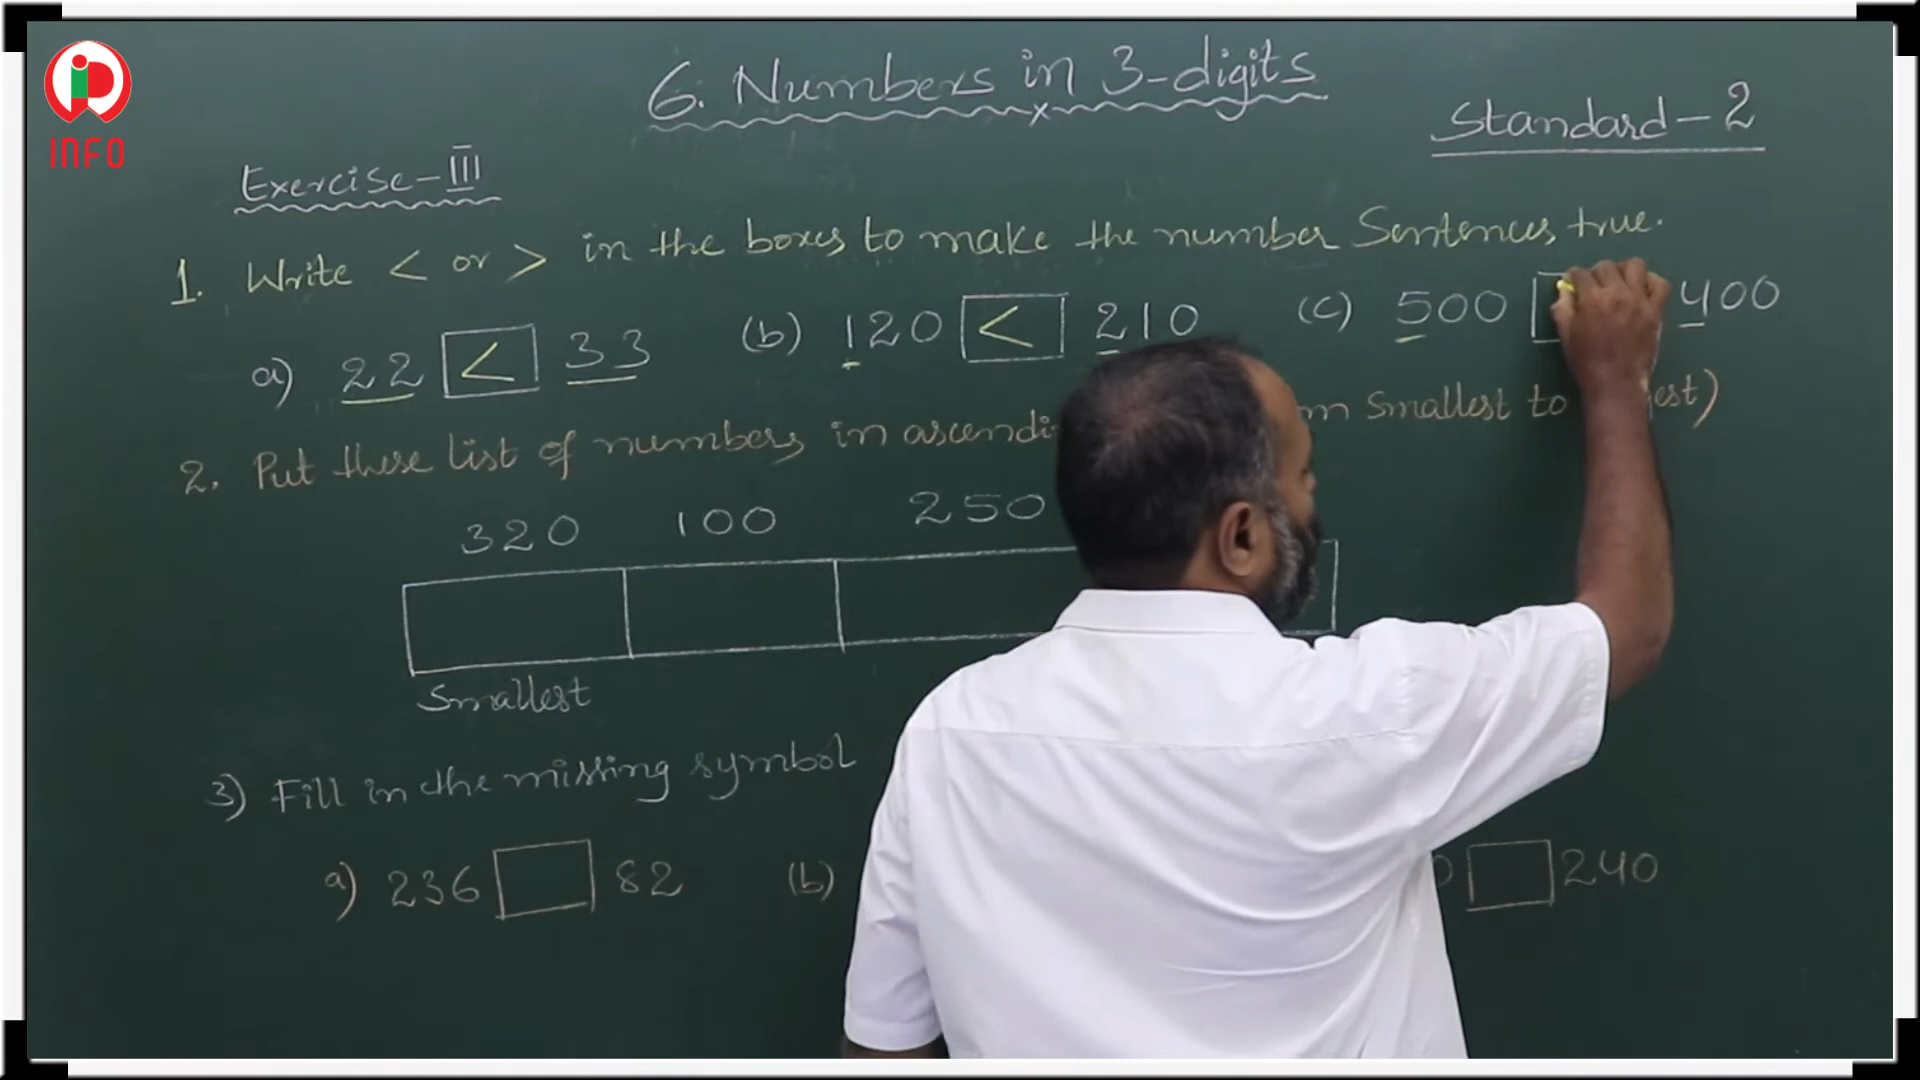 INFO
6. Numbers in 3-digits
Standard - 2
Exercise - III
1. Write < or > in the boxes to make the number Sentences true.
a) 22 < 33 (b) 120 < 210 (c) 500 400
2. Put these list of numbers in Smallest to
320 100 250
Smallest
3) Fill in the missing symbol
a) 236 82 (b) 240